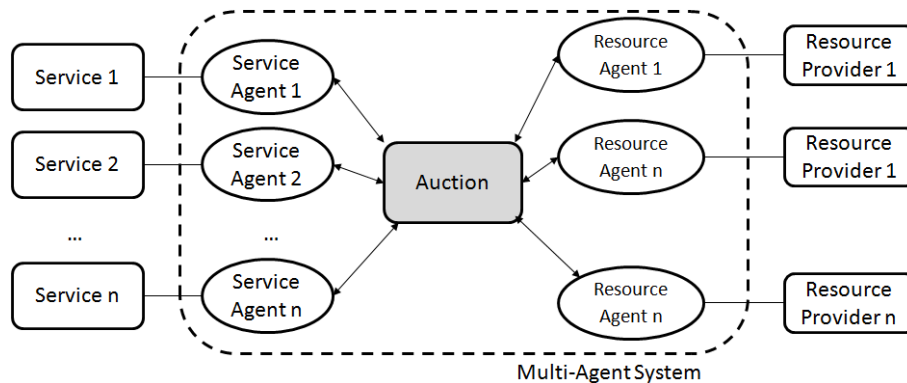 Service 1
Service
Agent 1
Resource
Agent 1
Resource
Provider 1
Service 2
Service
Agent 2
Auction
Resource
Agent n
Resource
Provider 1
...
...
Service n
Service
Agent n
Resource
Agent n
Resource
Provider n
Multi-Agent System